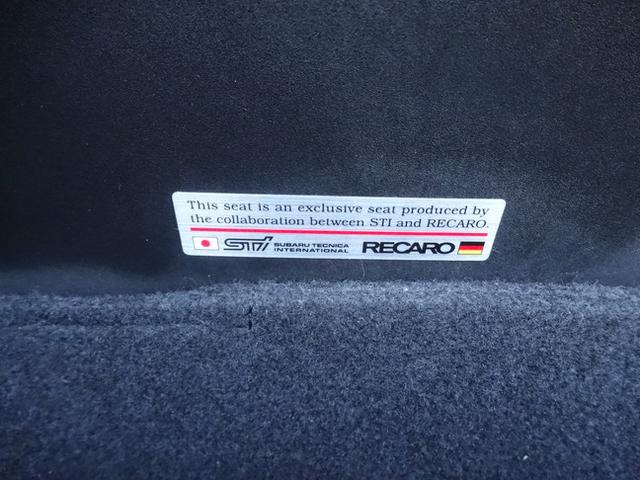 This seat is an exclusive seat produced by
the collaboration between STI and RECARO.
STI SUBARU TECNICA INTERNATIONAL RECARO